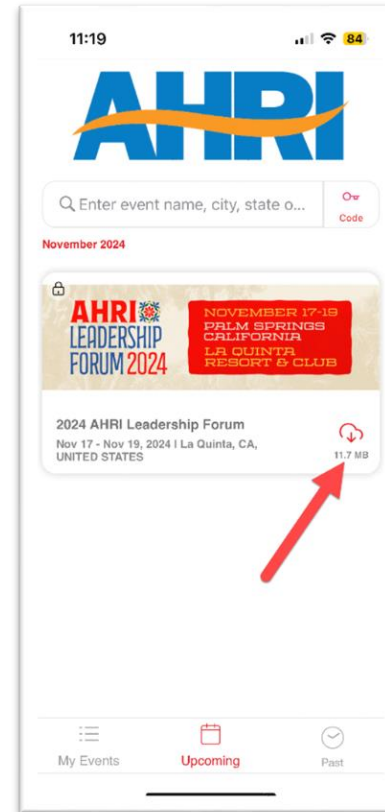 11:19
84
AHRI
Enter event name, city, state o...
Code
November 2024
AHRI
LEADERSHIP
FORUM 2024
NOVEMBER 17-19
PALM SPRINGS
CALIFORNIA
LA QUINTA
RESORT & CLUB
2024 AHRI Leadership Forum
Nov 17 - Nov 19, 2024 | La Quinta, CA,
UNITED STATES
11.7 MB
My Events
Upcoming
Past